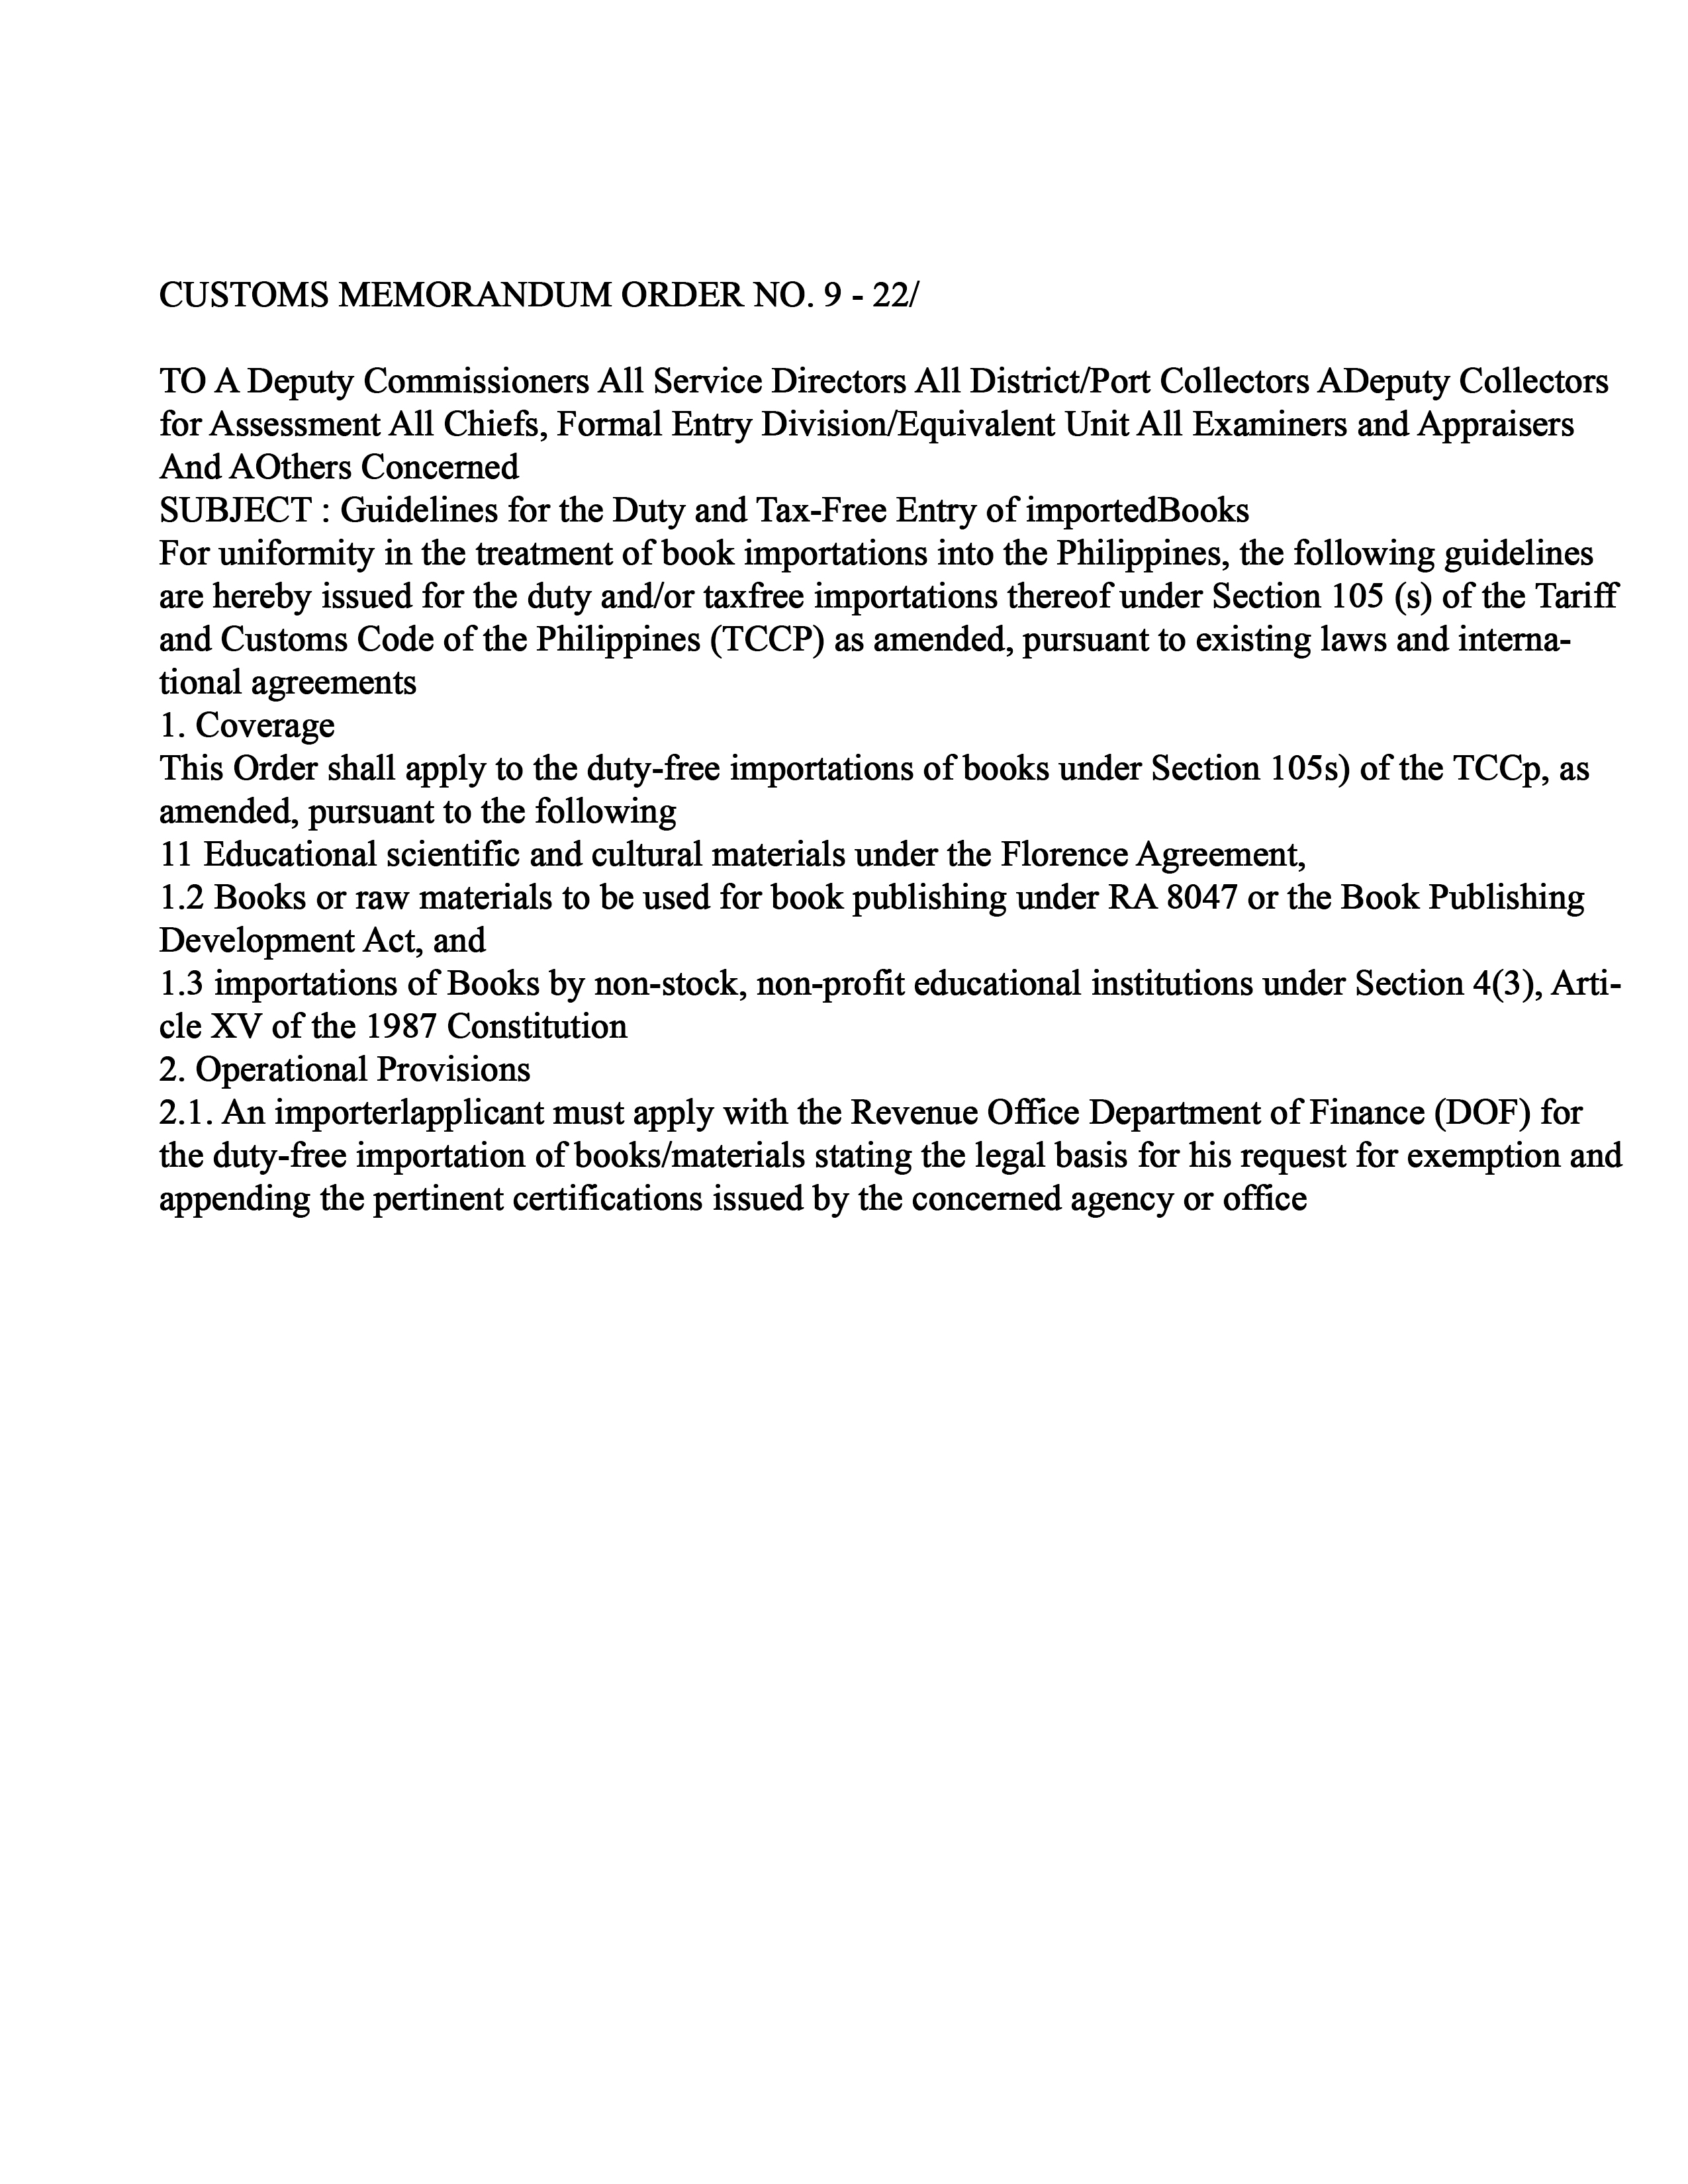 CUSTOMS MEMORANDUM ORDER NO. 9 - 22/
TO A Deputy Commissioners All Service Directors All District/Port Collectors ADeputy Collectors
for Assessment All Chiefs, Formal Entry Division/Equivalent Unit All Examiners and Appraisers
And AOthers Concerned
SUBJECT : Guidelines for the Duty and Tax-Free Entry of importedBooks
For uniformity in the treatment of book importations into the Philippines, the following guidelines
are hereby issued for the duty and/or taxfree importations thereof under Section 105 (s) of the Tariff
and Customs Code of the Philippines (TCCP) as amended, pursuant to existing laws and interna-
tional agreements
1. Coverage
This Order shall apply to the duty-free importations of books under Section 105s) of the TCCp, as
amended, pursuant to the following
11 Educational scientific and cultural materials under the Florence Agreement,
1.2 Books or raw materials to be used for book publishing under RA 8047 or the Book Publishing
Development Act, and
1.3 importations of Books by non-stock, non-profit educational institutions under Section 4(3), Arti-
cle XV of the 1987 Constitution
2. Operational Provisions
2.1. An importerlapplicant must apply with the Revenue Office Department of Finance (DOF) for
the duty-free importation of books/materials stating the legal basis for his request for exemption and
appending the pertinent certifications issued by the concerned agency or office